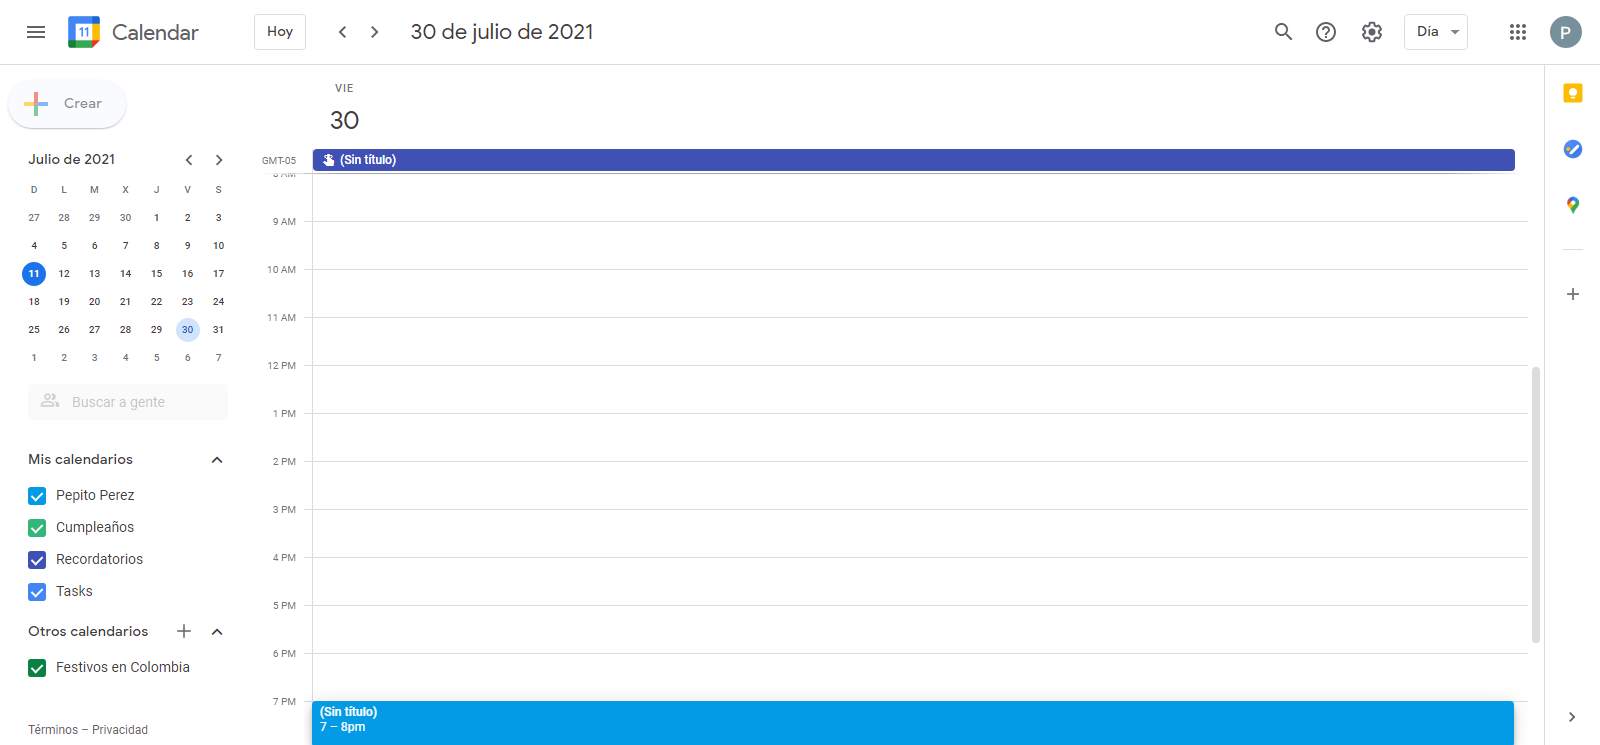 11 Calendar Hoy 30 de julio de 2021 Día P
Crear
Julio de 2021
D L M X J V S
27 28 29 30 1 2 3
4 5 6 7 8 9 10
11 12 13 14 15 16 17
18 19 20 21 22 23 24
25 26 27 28 29 30 31
1 2 3 4 5 6 7
Buscar a gente
Mis calendarios
Pepito Perez
Cumpleaños
Recordatorios
Tasks
Otros calendarios
Festivos en Colombia
Términos – Privacidad
VIE
30
GMT-05 (Sin título)
8 AM
9 AM
10 AM
11 AM
12 PM
1 PM
2 PM
3 PM
4 PM
5 PM
6 PM
7 PM
(Sin título)
7 – 8pm